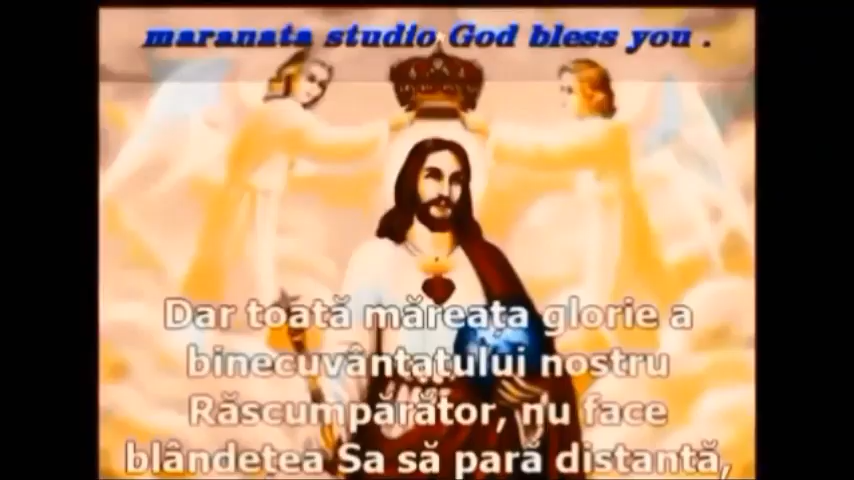 maranata studio God bless you .
Dar toată măreața glorie a
binecuvântatului nostru
Răscumpărător, nu face
blândețea Sa să pară distantă,